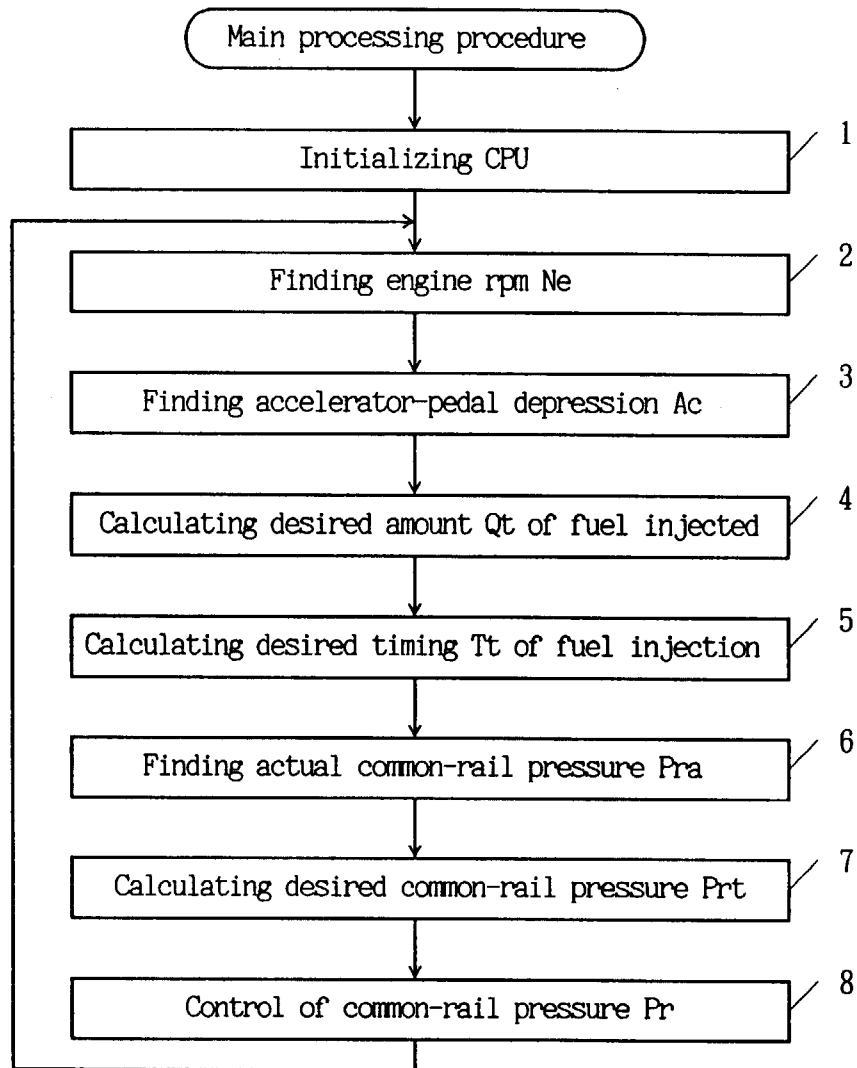 Main processing procedure
1
Initializing CPU
2
Finding engine rpm Ne
3
Finding accelerator-pedal depression Ac
4
Calculating desired amount Qt of fuel injected
5
Calculating desired timing Tt of fuel injection
6
Finding actual common-rail pressure Pra
7
Calculating desired common-rail pressure Prt
8
Control of common-rail pressure Pr